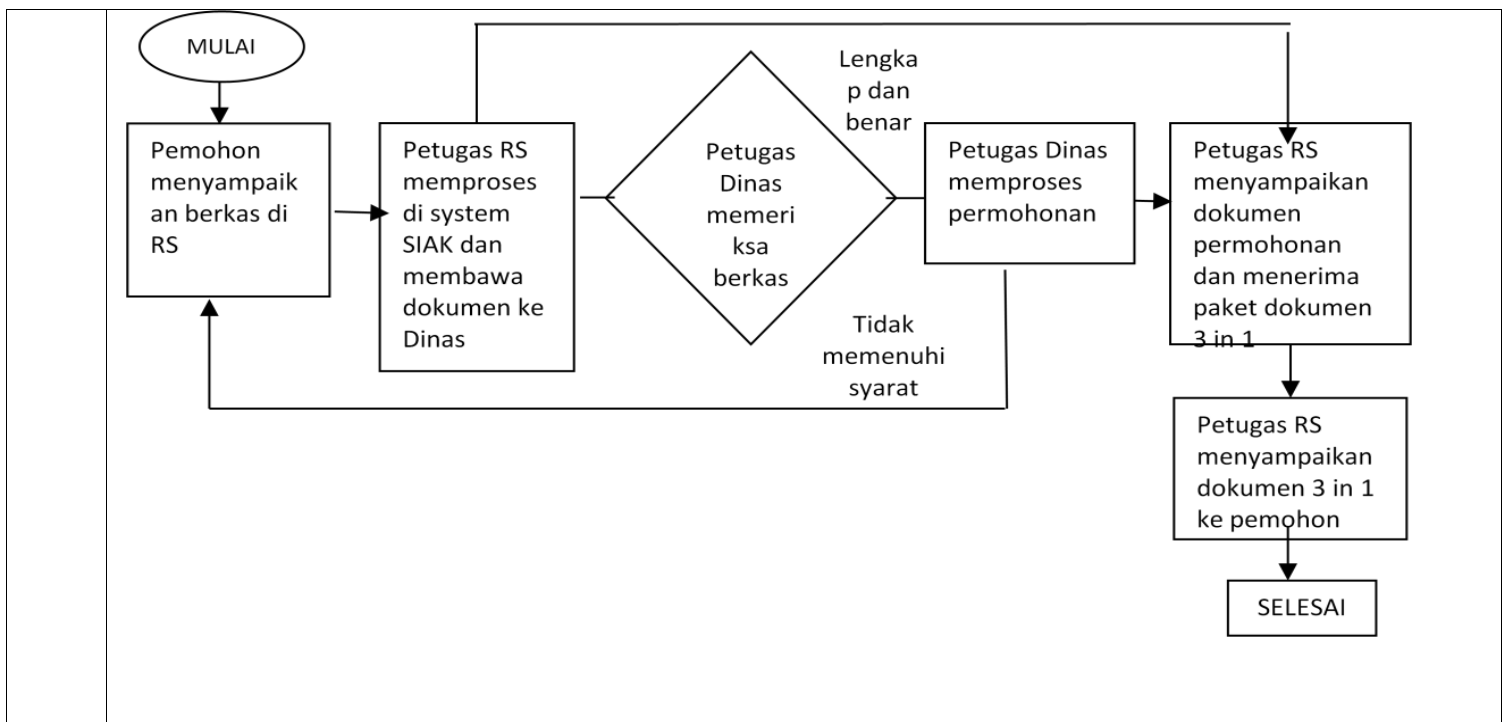 MULAI
Pemohon
menyampaik
an berkas di
RS
Petugas RS
memproses
di system
SIAK dan
membawa
dokumen ke
Dinas
Petugas
Dinas
memeri
ksa
berkas
Lengka
p dan
benar
Tidak
memenuhi
syarat
Petugas Dinas
memproses
permohonan
Petugas RS
menyampaikan
dokumen
permohonan
dan menerima
paket dokumen
3 in 1
Petugas RS
menyampaikan
dokumen 3 in 1
ke pemohon
SELESAI